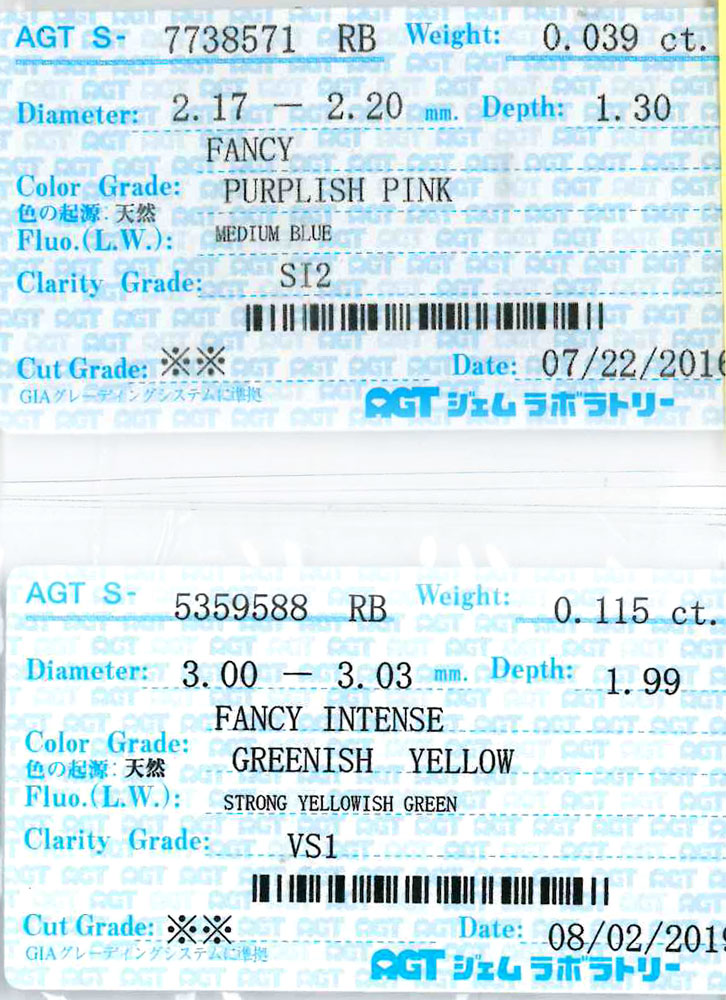 AGT S- 7738571 RB Weight: 0.039 ct.
Diameter: 2.17 - 2.20 mm. Depth: 1.30
FANCY
Color Grade: PURPLISH PINK
色の起源: 天然
Fluo.(L.W.): MEDIUM BLUE
Clarity Grade: SI2
Cut Grade: ※※ Date: 07/22/2016
GIAグレーディングシステムに準拠
AGT ジェム ラボラトリー
AGT S- 5359588 RB Weight: 0.115 ct.
Diameter: 3.00 - 3.03 mm. Depth: 1.99
FANCY INTENSE
Color Grade: GREENISH YELLOW
色の起源: 天然
Fluo.(L.W.): STRONG YELLOWISH GREEN
Clarity Grade: VS1
Cut Grade: ※※ Date: 08/02/2019
GIAグレーディングシステムに準拠
AGT ジェム ラボラトリー